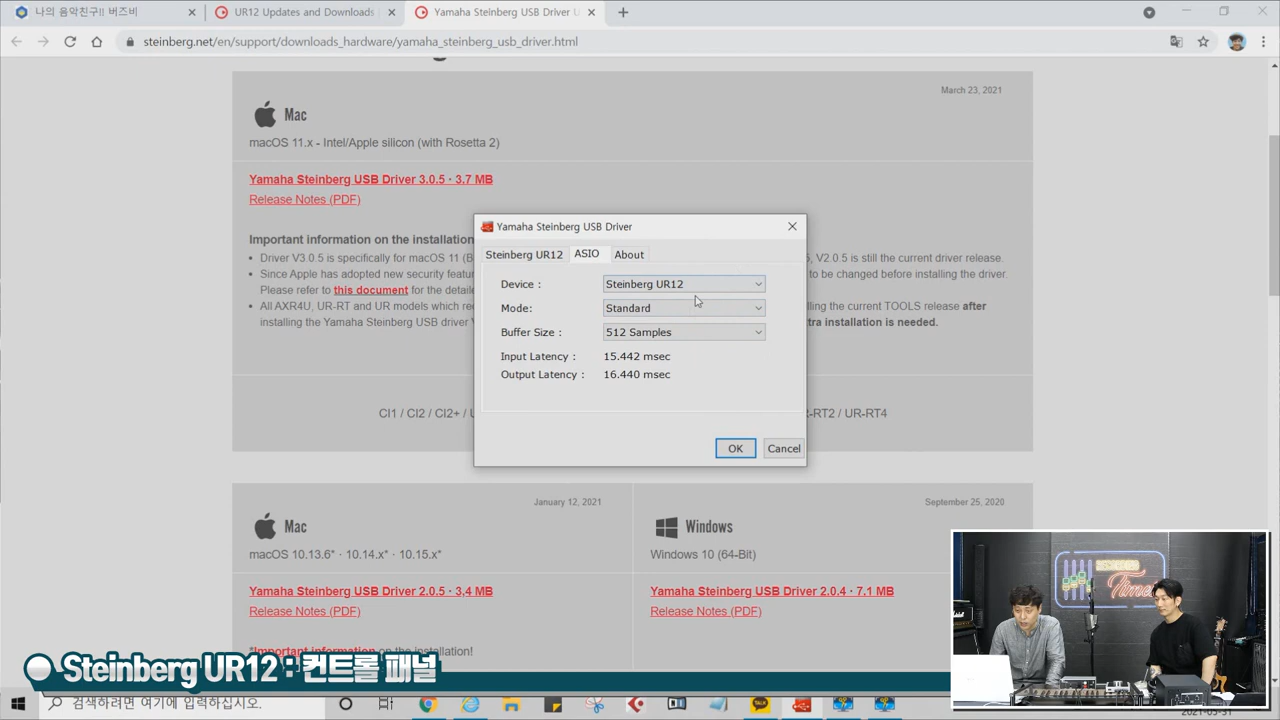 나의 음악친구!! 버즈비
UR12 Updates and Downloads
Yamaha Steinberg USB Driver U
steinberg.net/en/support/downloads_hardware/yamaha_steinberg_usb_driver.html
March 23, 2021
Mac
macOS 11.x - Intel/Apple silicon (with Rosetta 2)
Yamaha Steinberg USB Driver 3.0.5 · 3.7 MB
Release Notes (PDF)
Important information on the installation
Driver V3.0.5 is specifically for macOS 11 (B
, V2.0.5 is still the current driver release.
Since Apple has adopted new security featur
to be changed before installing the driver.
Please refer to this document for the detaile
All AXR4U, UR-RT and UR models which re
lling the current TOOLS release after
installing the Yamaha Steinberg USB driver V
tra installation is needed.
CI1 / CI2 / CI2+ / U
-RT2 / UR-RT4
Yamaha Steinberg USB Driver
Steinberg UR12
ASIO
About
Device :
Steinberg UR12
Mode:
Standard
Buffer Size :
512 Samples
Input Latency :
15.442 msec
Output Latency :
16.440 msec
OK
Cancel
January 12, 2021
Mac
macOS 10.13.6* · 10.14.x* · 10.15.x*
Yamaha Steinberg USB Driver 2.0.5 · 3,4 MB
Release Notes (PDF)
*Important information on the installation!
September 25, 2020
Windows
Windows 10 (64-Bit)
Yamaha Steinberg USB Driver 2.0.4 · 7.1 MB
Release Notes (PDF)
Time
Steinberg UR12 : 컨트롤 패널
검색하려면 여기에 입력하십시오.
2021-03-31